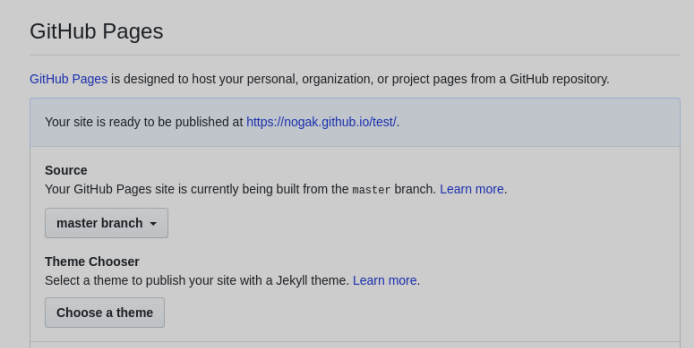 GitHub Pages
GitHub Pages is designed to host your personal, organization, or project pages from a GitHub repository.
Your site is ready to be published at https://nogak.github.io/test/.
Source
Your GitHub Pages site is currently being built from the master branch. Learn more.
master branch
Theme Chooser
Select a theme to publish your site with a Jekyll theme. Learn more.
Choose a theme